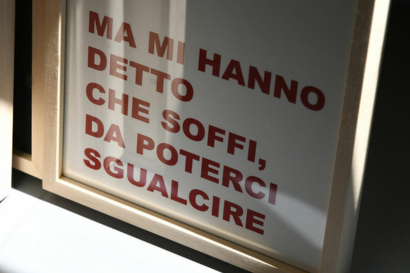 MA MI HANNO
DETTO
CHE SOFFI,
DA POTERCI
SGUALCIRE